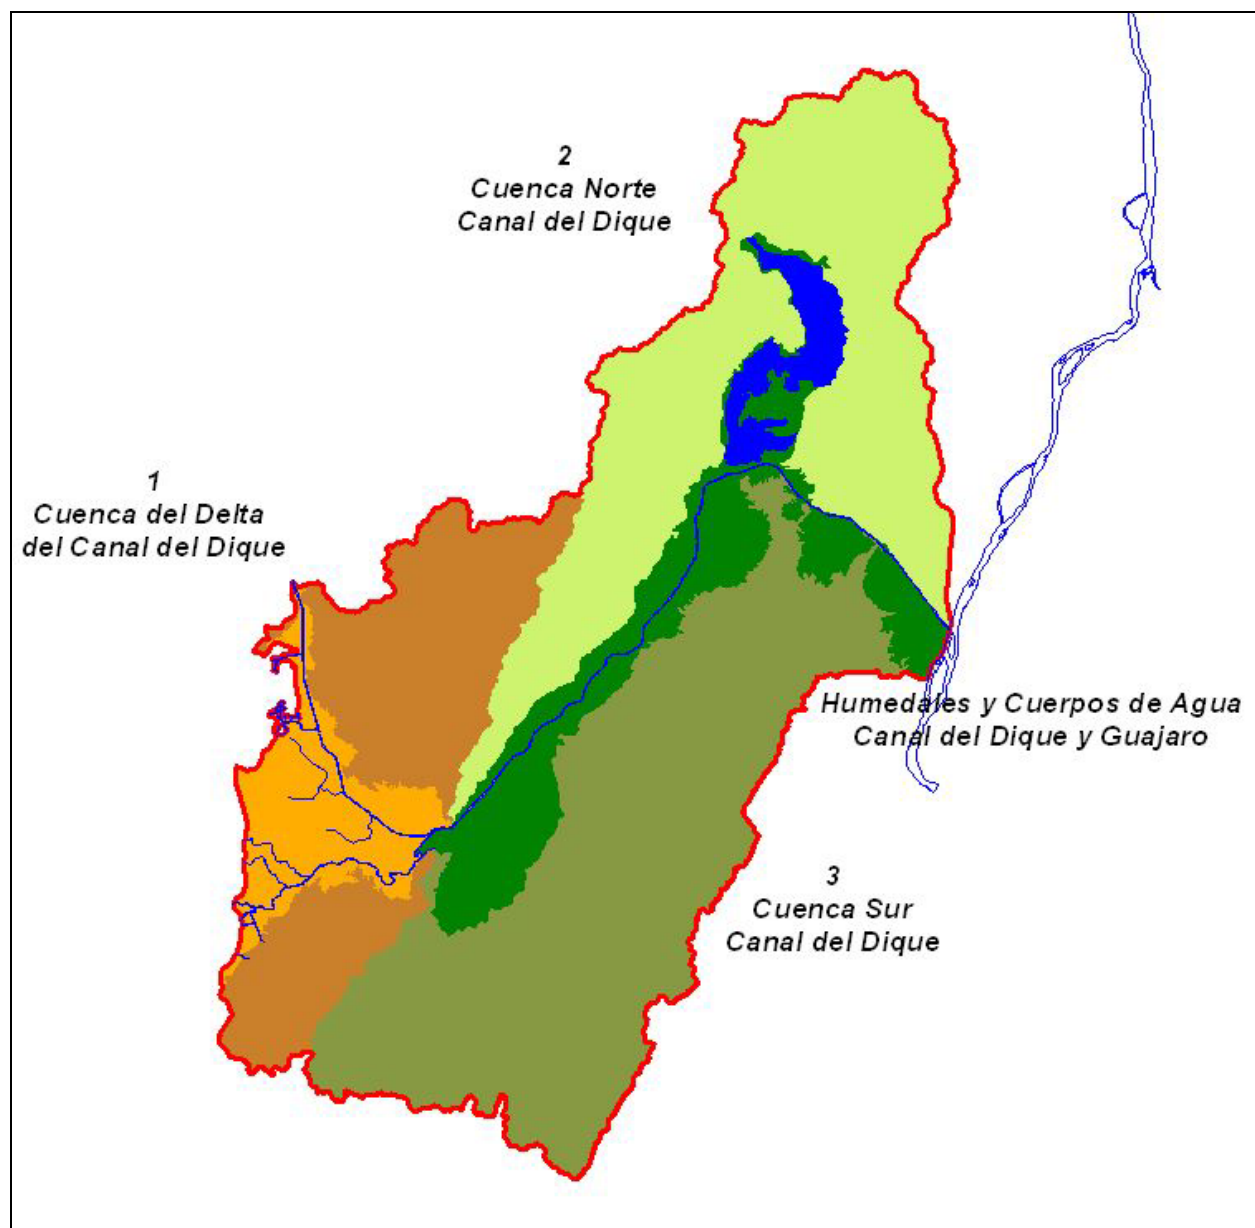 2
Cuenca Norte
Canal del Dique
1
Cuenca del Delta
del Canal del Dique
Humedales y Cuerpos de Agua
Canal del Dique y Guajaro
3
Cuenca Sur
Canal del Dique